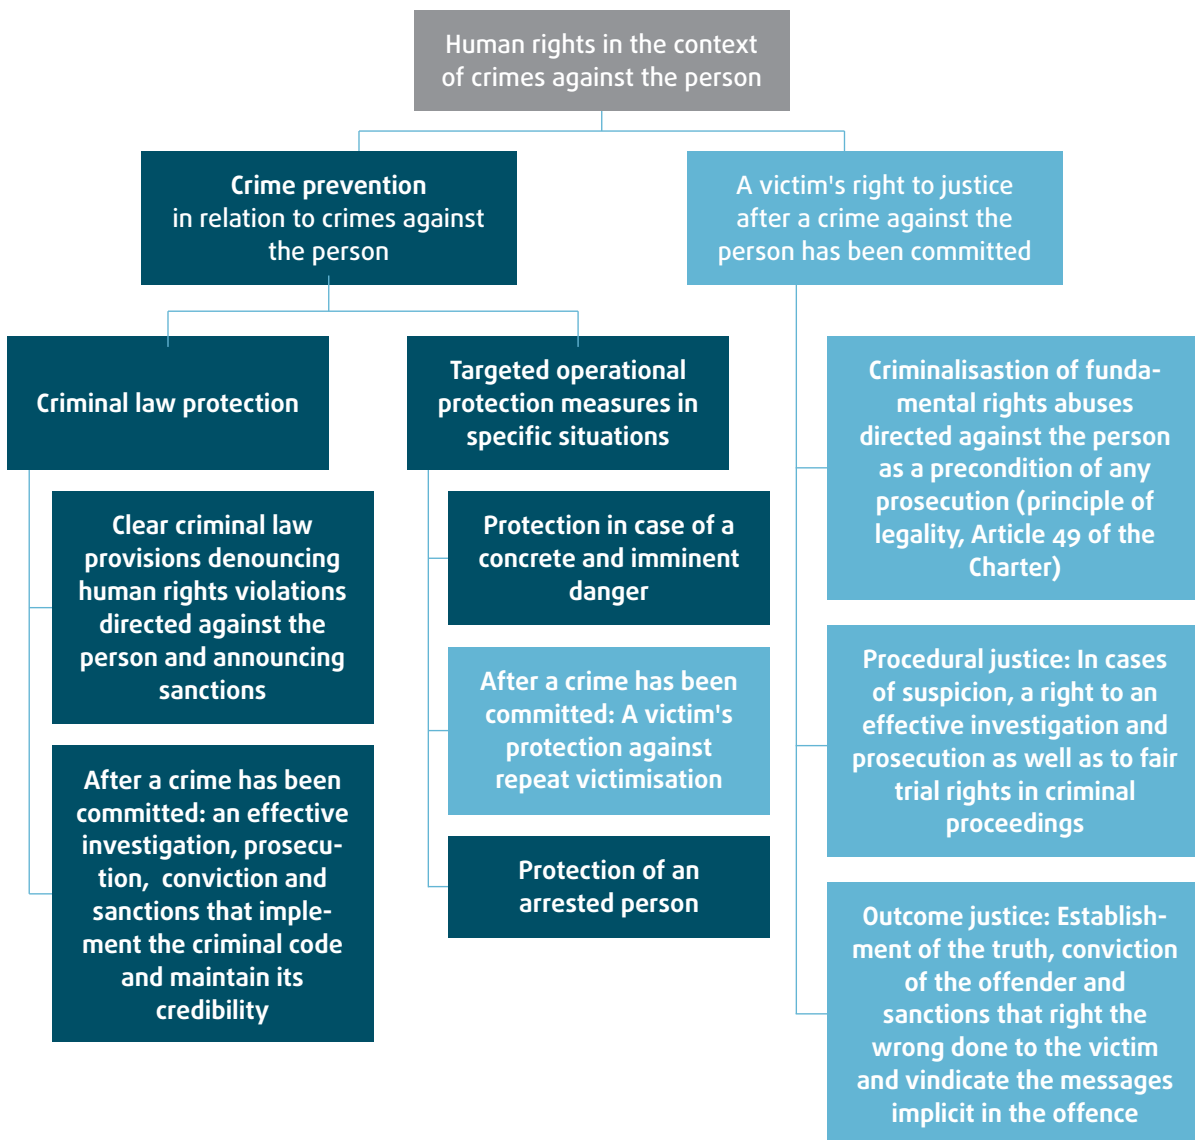 Human rights in the context
of crimes against the person
Crime prevention
in relation to crimes against
the person
A victim's right to justice
after a crime against the
person has been committed
Criminal law protection
Targeted operational
protection measures in
specific situations
Clear criminal law
provisions denouncing
human rights violations
directed against the
person and announcing
sanctions
After a crime has been
committed: an effective
investigation, prosecu-
tion, conviction and
sanctions that imple-
ment the criminal code
and maintain its
credibility
Protection in case of a
concrete and imminent
danger
After a crime has been
committed: A victim's
protection against
repeat victimisation
Protection of an
arrested person
Criminalisastion of funda-
mental rights abuses
directed against the person
as a precondition of any
prosecution (principle of
legality, Article 49 of the
Charter)
Procedural justice: In cases
of suspicion, a right to an
effective investigation and
prosecution as well as to fair
trial rights in criminal
proceedings
Outcome justice: Establish-
ment of the truth, conviction
of the offender and
sanctions that right the
wrong done to the victim
and vindicate the messages
implicit in the offence